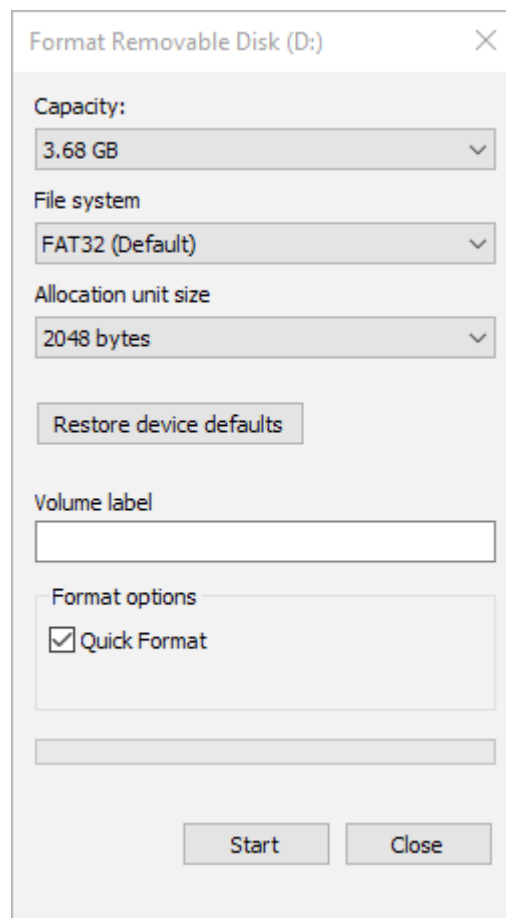 Format Removable Disk (D:)
Capacity:
3.68 GB
File system
FAT32 (Default)
Allocation unit size
2048 bytes
Restore device defaults
Volume label
Format options
Quick Format
Start Close